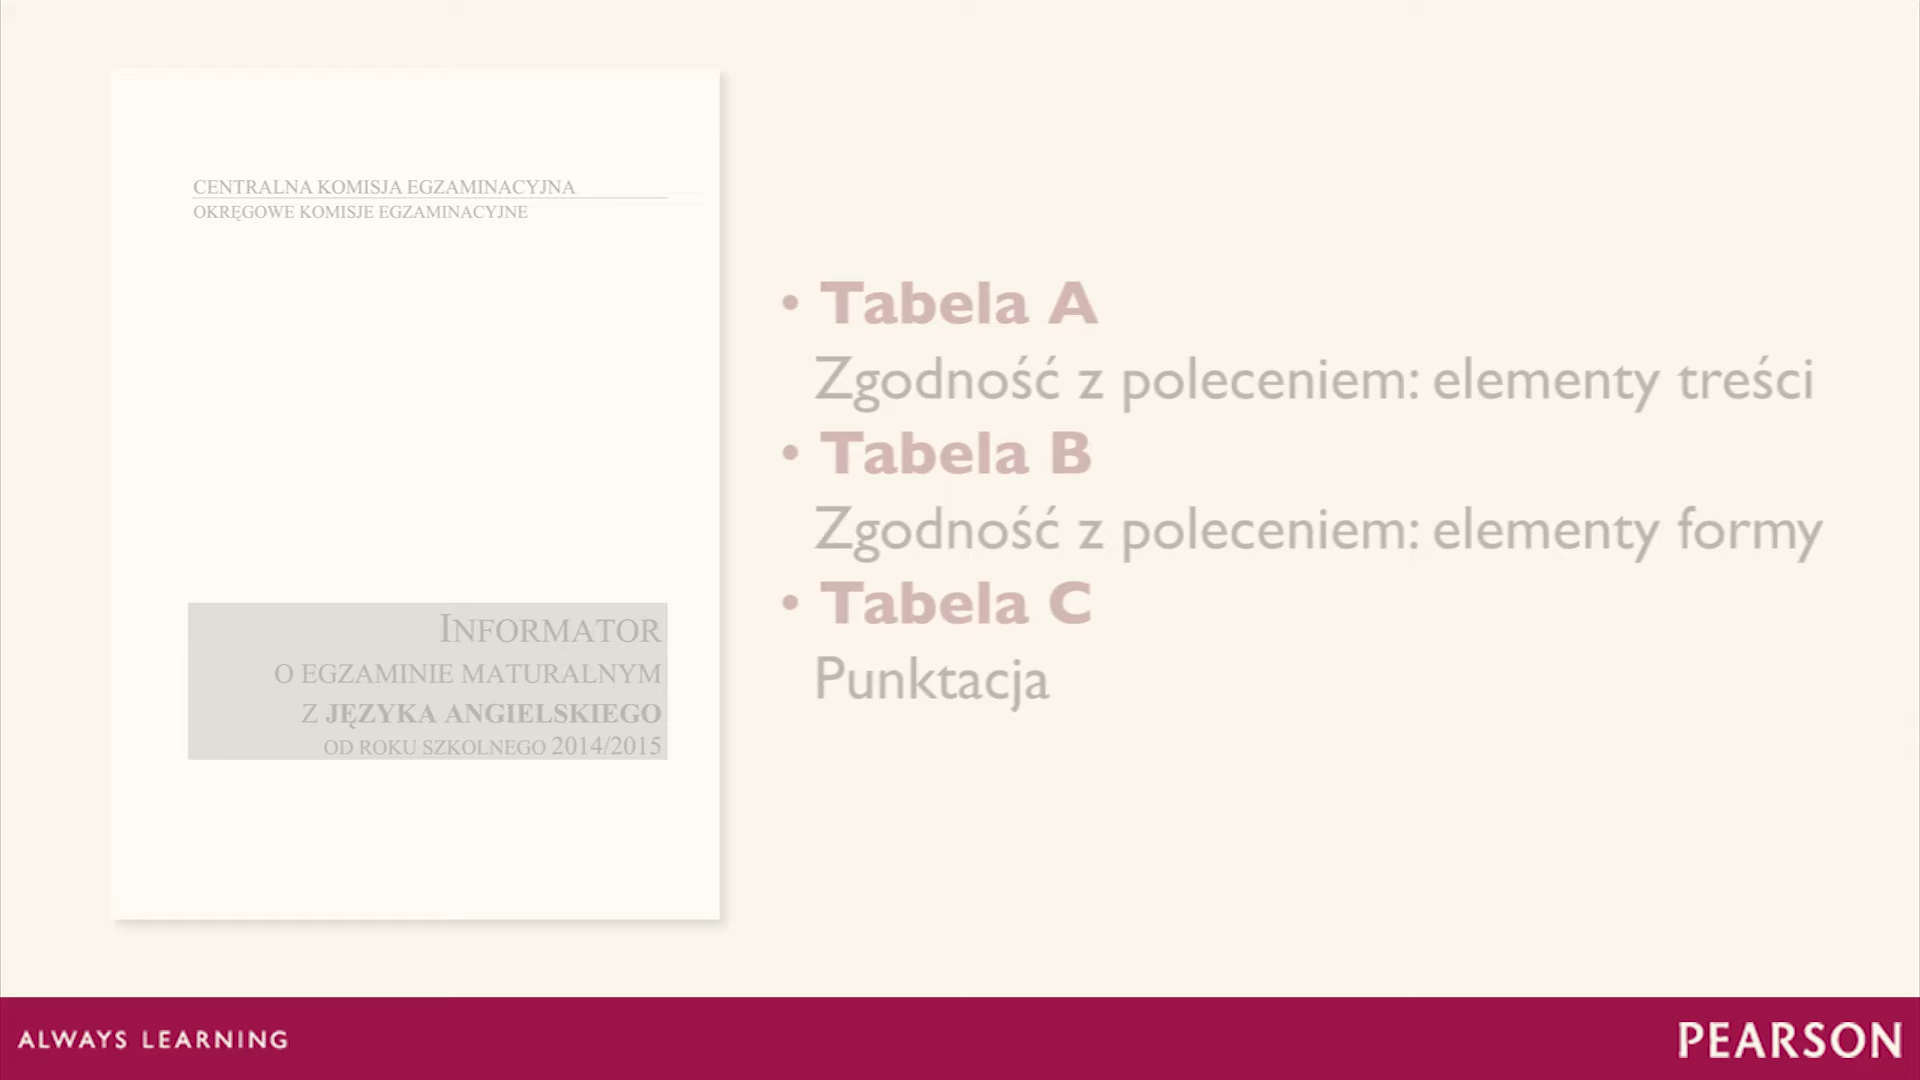 CENTRALNA KOMISJA EGZAMINACYJNA
OKRĘGOWE KOMISJE EGZAMINACYJNE
INFORMATOR
O EGZAMINIE MATURALNYM
Z JĘZYKA ANGIELSKIEGO
OD ROKU SZKOLNEGO 2014/2015
• Tabela A
Zgodność z poleceniem: elementy treści
• Tabela B
Zgodność z poleceniem: elementy formy
• Tabela C
Punktacja
ALWAYS LEARNING
PEARSON